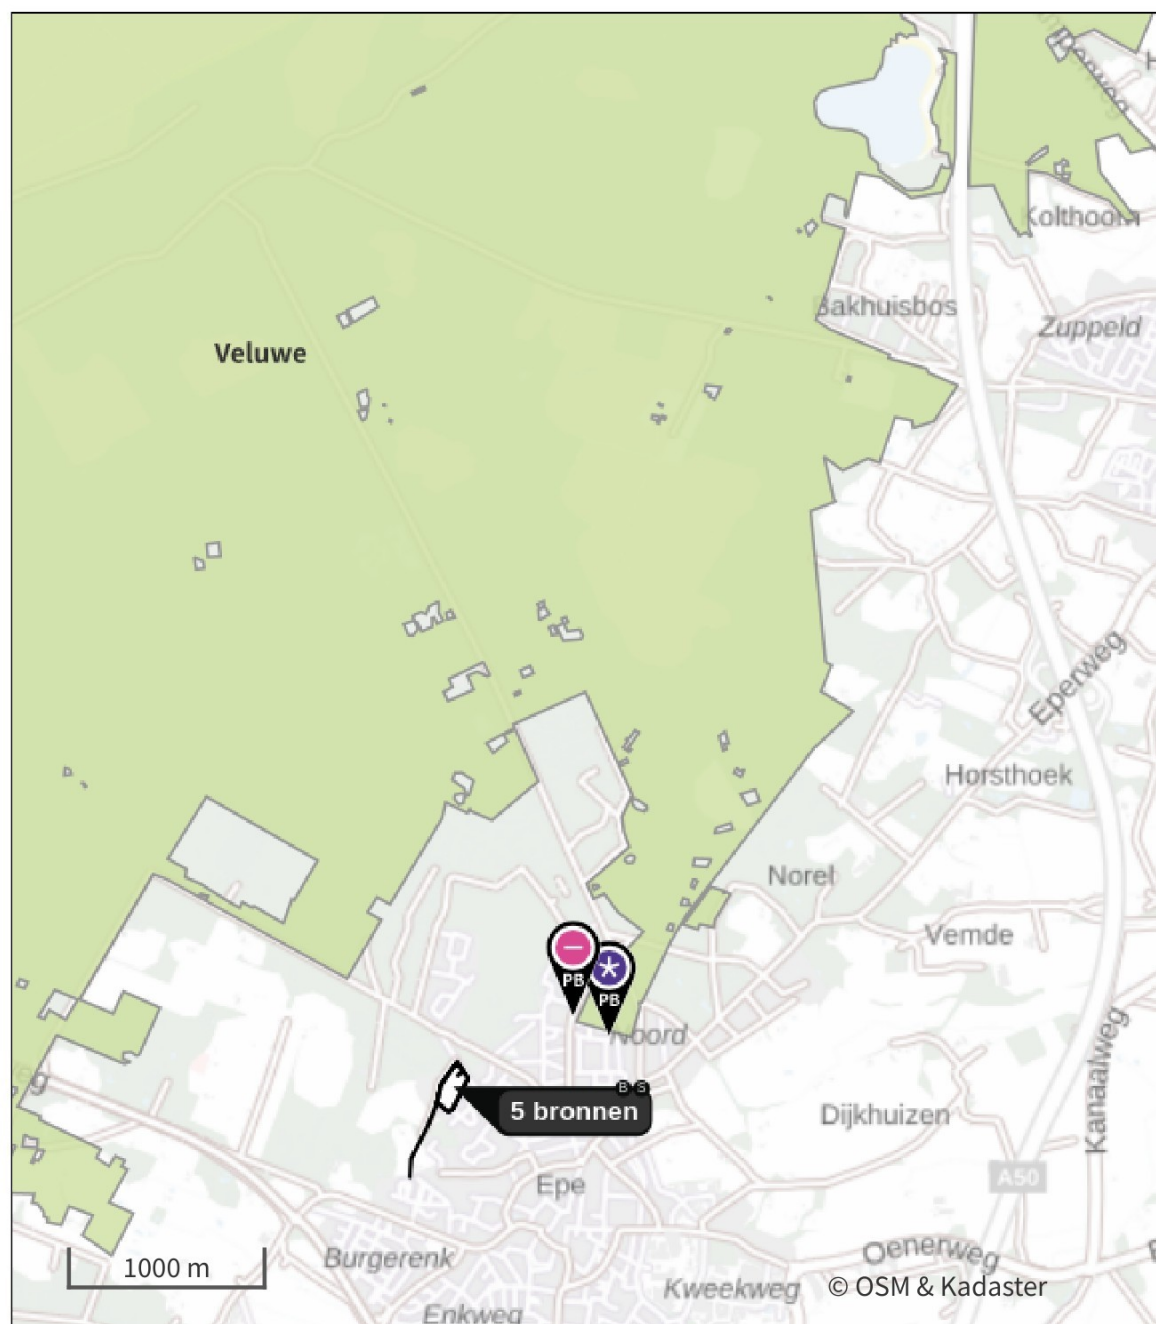 Kolthoorn
Bakhuisbos
Zuppeld
Veluwe
Eperweg
Horsthoek
Norel
Vemde
PB
PB
Noord
Kanaalweg
B S
5 bronnen
Dijkhuizen
A50
Epe
Burgerenk
Oenerweg
1000 m
Kweekweg
© OSM & Kadaster
Enkweg